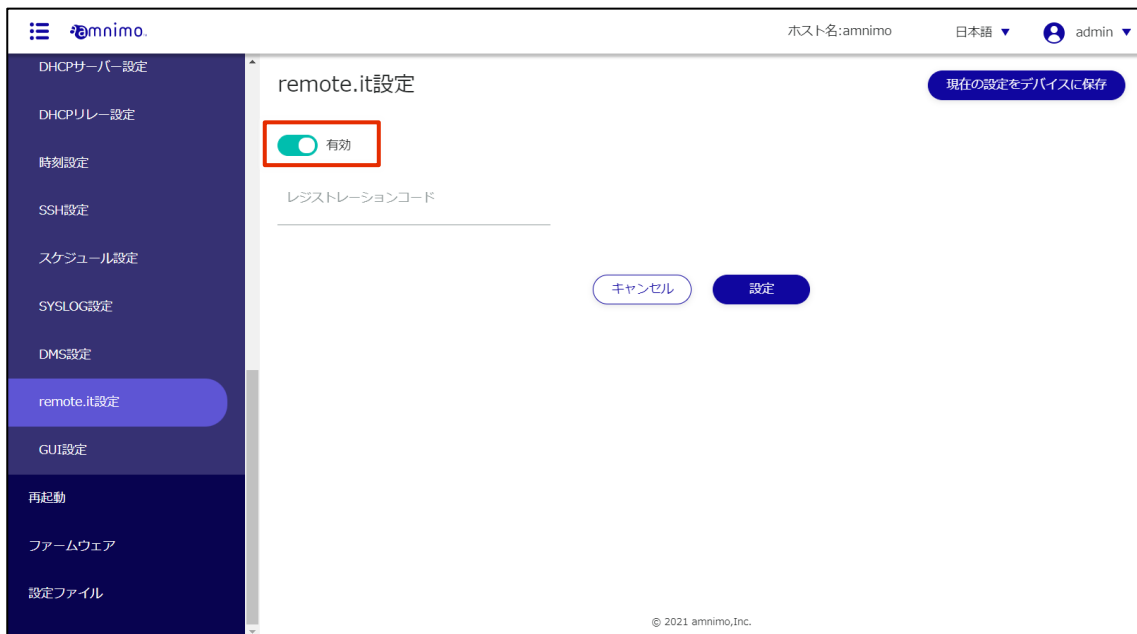 amnimo.
ホスト名:amnimo
日本語 ▼
admin ▼
DHCPサーバー設定
DHCPリレー設定
時刻設定
SSH設定
スケジュール設定
SYSLOG設定
DMS設定
remote.it設定
GUI設定
再起動
ファームウェア
設定ファイル
remote.it設定
現在の設定をデバイスに保存
有効
レジストレーションコード
キャンセル
設定
© 2021 amnimo,Inc.